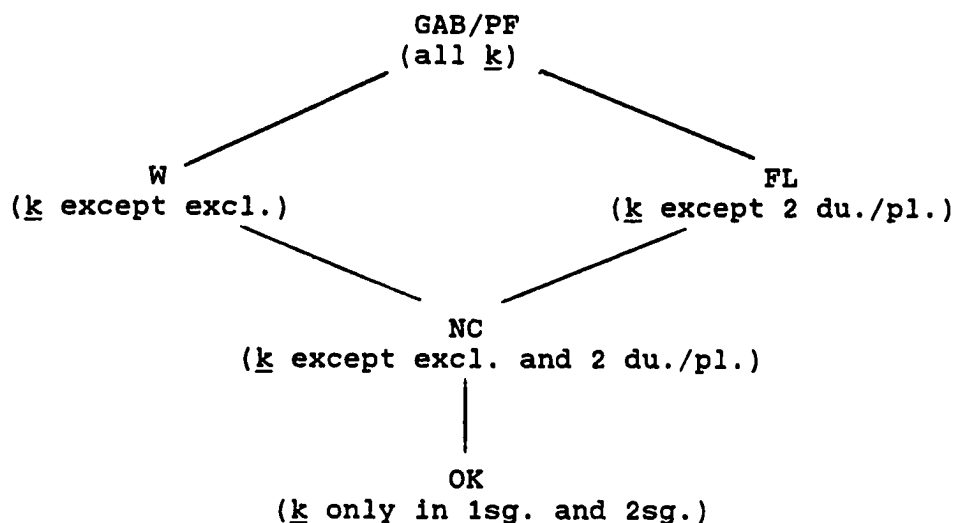 GAB/PF
(all k)
W
FL
(k except excl.)
(k except 2 du./pl.)
NC
(k except excl. and 2 du./pl.)
OK
(k only in 1sg. and 2sg.)